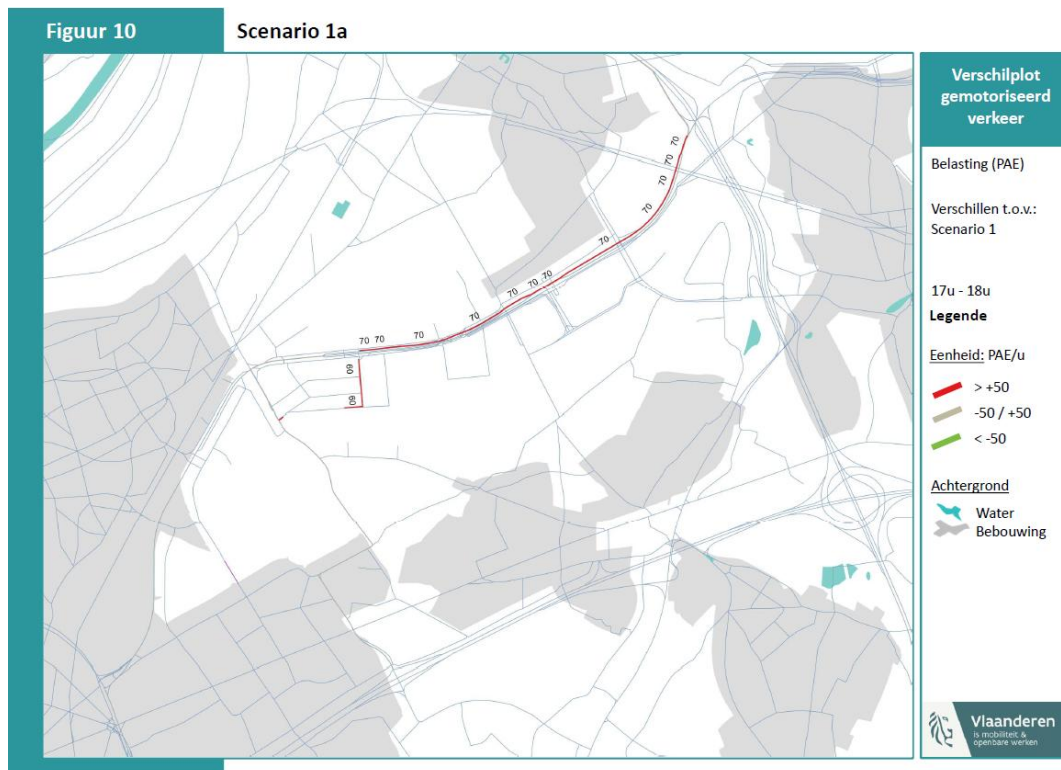 Figuur 10
Scenario 1a
70
70
70
70
70
70
70
70
70
70
70 70
60
60
Verschilplot
gemotoriseerd
verkeer
Belasting (PAE)
Verschillen t.o.v.:
Scenario 1
17u - 18u
Legende
Eenheid: PAE/u
> +50
-50 / +50
< -50
Achtergrond
Water
Bebouwing
Vlaanderen
is mobiliteit &
openbare werken